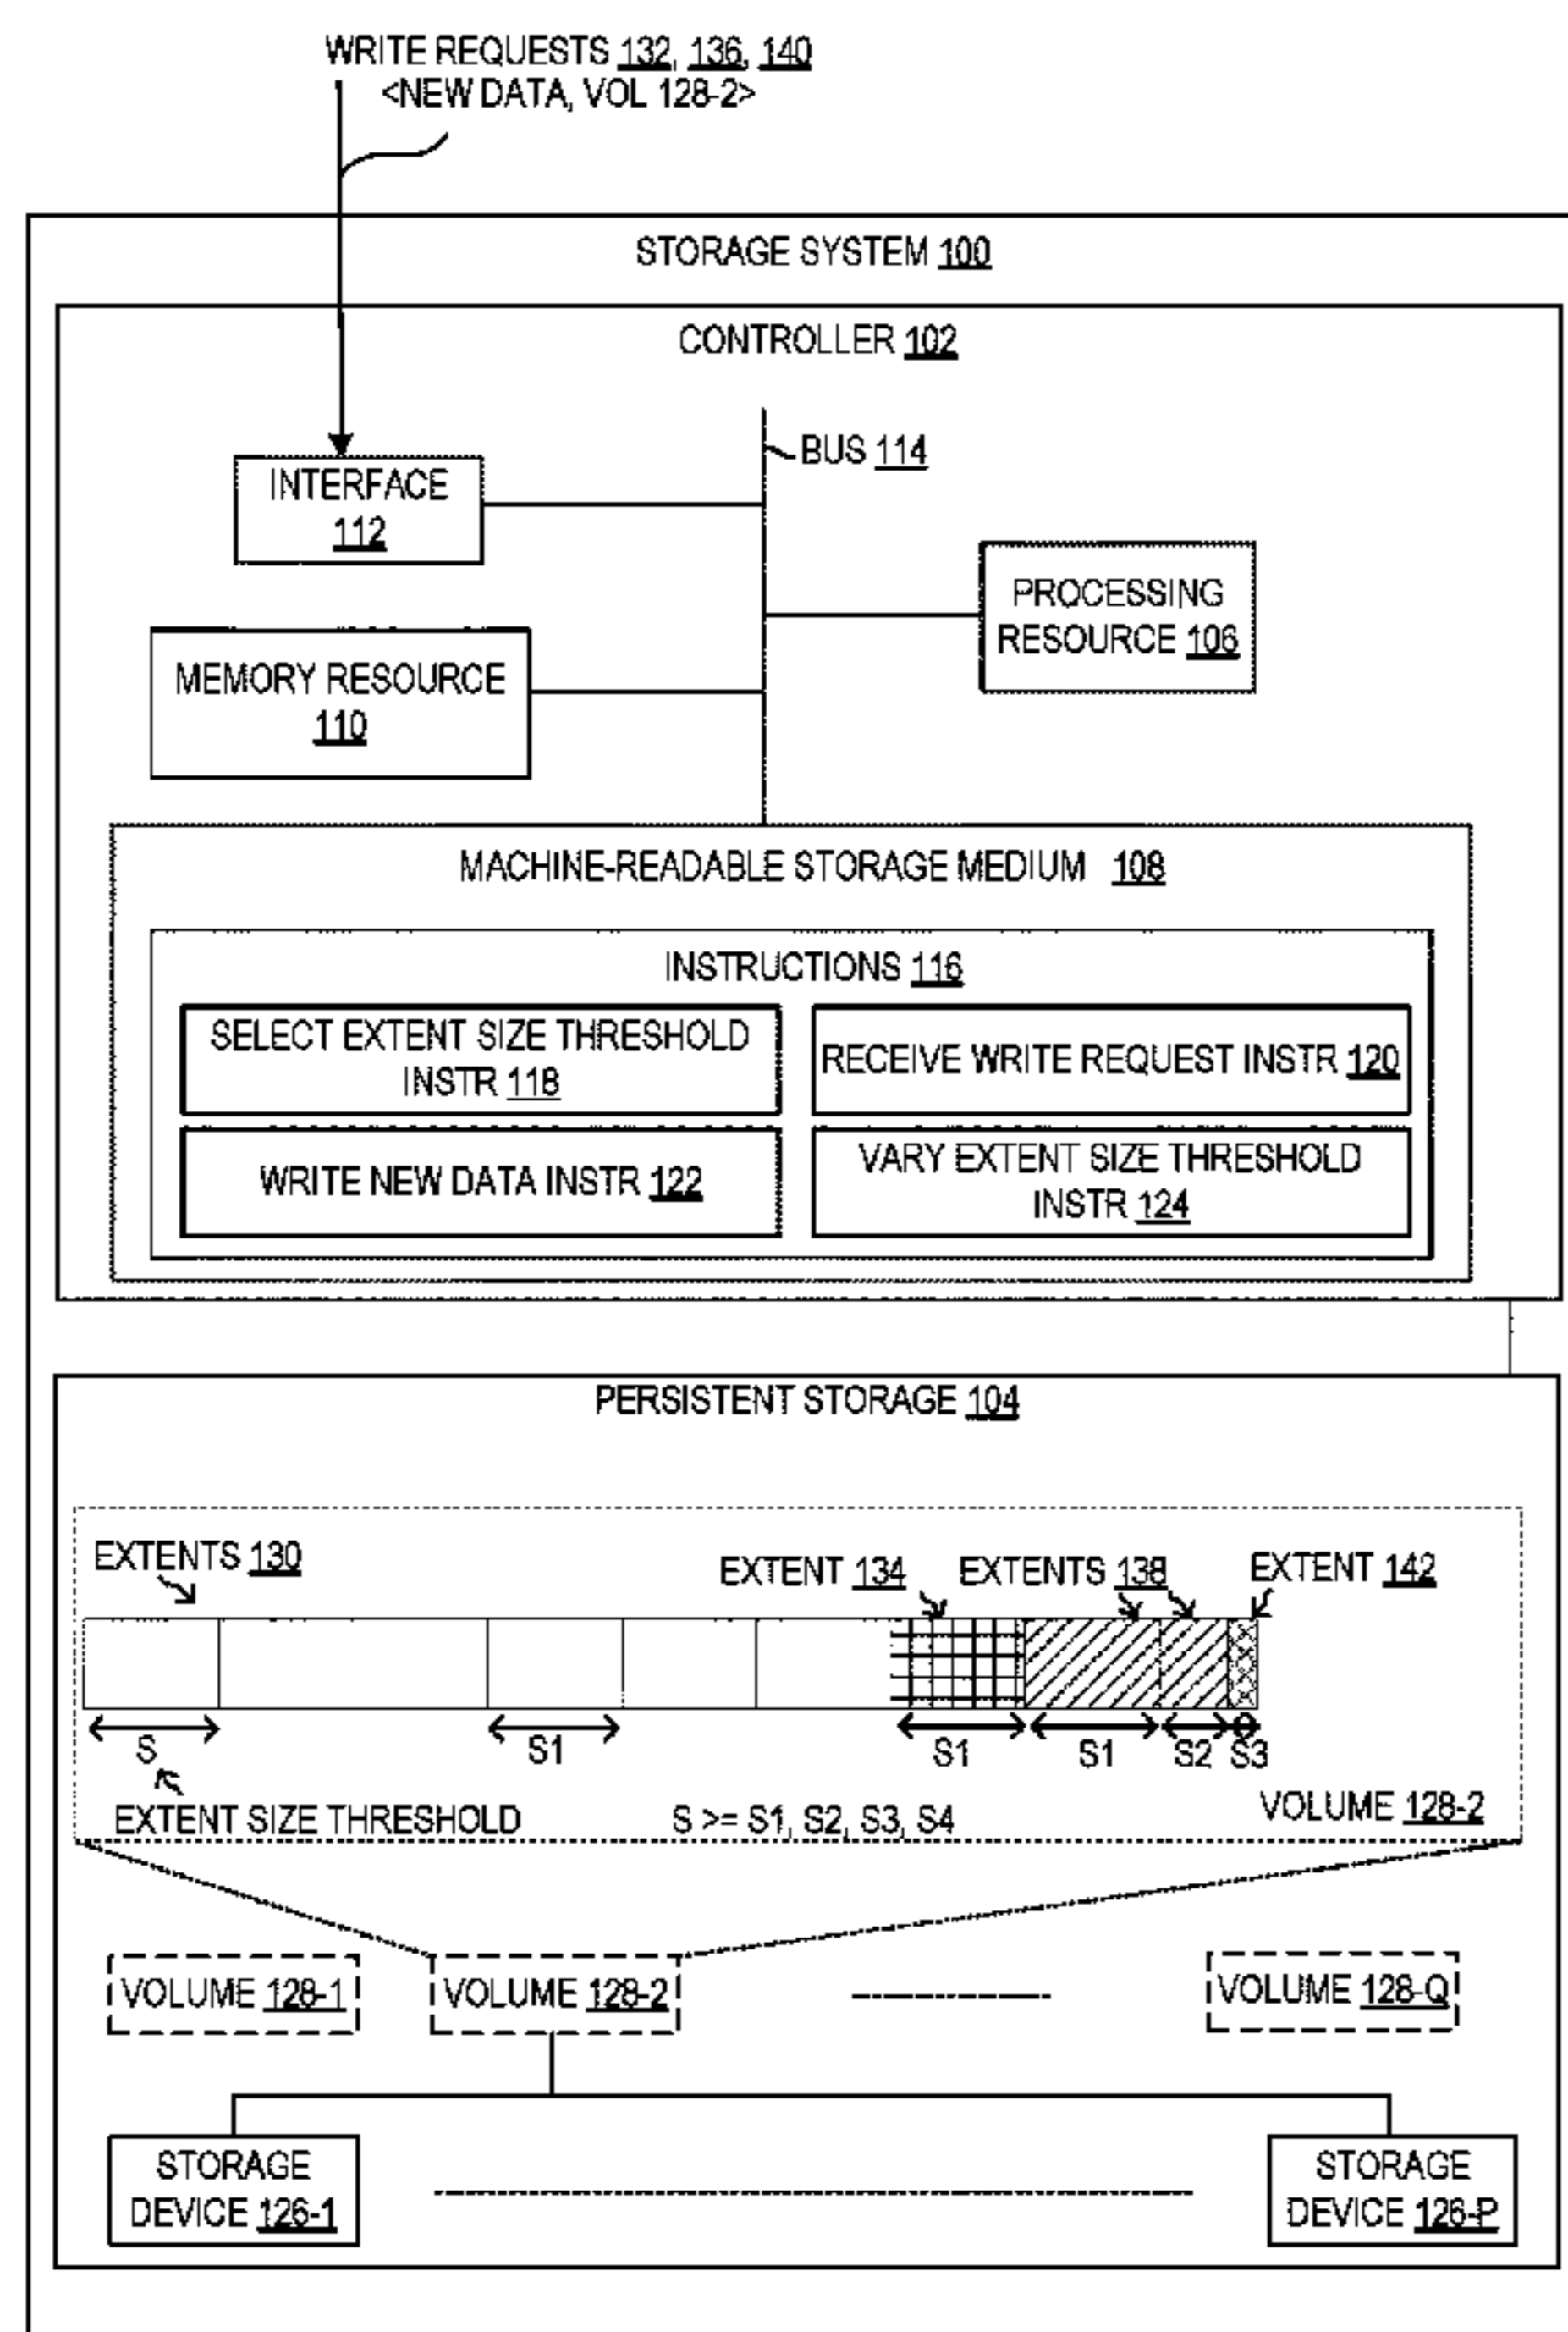 WRITE REQUESTS 132, 136, 140
<NEW DATA, VOL 128-2>
STORAGE SYSTEM 100
CONTROLLER 102
BUS 114
INTERFACE
112
PROCESSING
RESOURCE 106
MEMORY RESOURCE
110
MACHINE-READABLE STORAGE MEDIUM 108
INSTRUCTIONS 116
SELECT EXTENT SIZE THRESHOLD
INSTR 118
RECEIVE WRITE REQUEST INSTR 120
WRITE NEW DATA INSTR 122
VARY EXTENT SIZE THRESHOLD
INSTR 124
PERSISTENT STORAGE 104
EXTENTS 130
EXTENT 134
EXTENTS 138
EXTENT 142
S
S1
S1
S1
S2
S3
EXTENT SIZE THRESHOLD
S >= S1, S2, S3, S4
VOLUME 128-2
VOLUME 128-1
VOLUME 128-2
VOLUME 128-Q
STORAGE
DEVICE 126-1
STORAGE
DEVICE 126-P